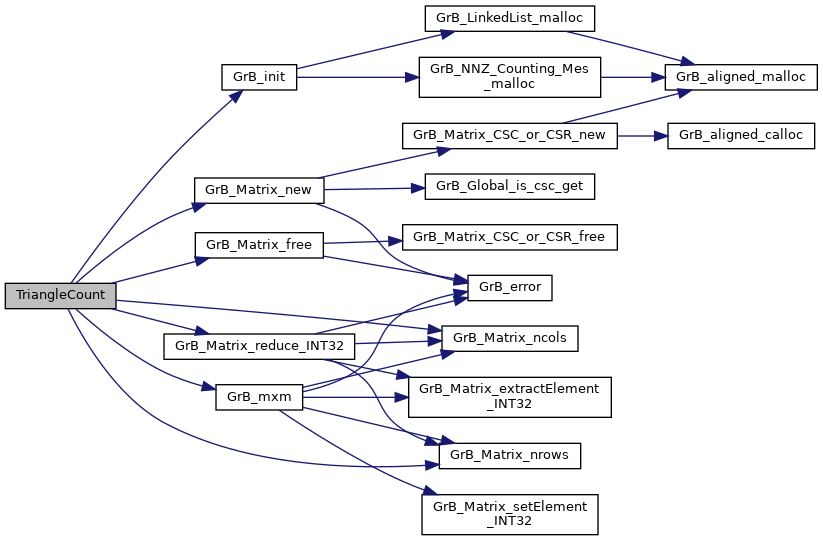 GrB_LinkedList_malloc
GrB_init
GrB_NNZ_Counting_Mes
_malloc
GrB_aligned_malloc
GrB_Matrix_CSC_or_CSR_new
GrB_aligned_calloc
GrB_Matrix_new
GrB_Global_is_csc_get
GrB_Matrix_free
GrB_Matrix_CSC_or_CSR_free
TriangleCount
GrB_error
GrB_Matrix_reduce_INT32
GrB_Matrix_ncols
GrB_mxm
GrB_Matrix_extractElement
_INT32
GrB_Matrix_nrows
GrB_Matrix_setElement
_INT32